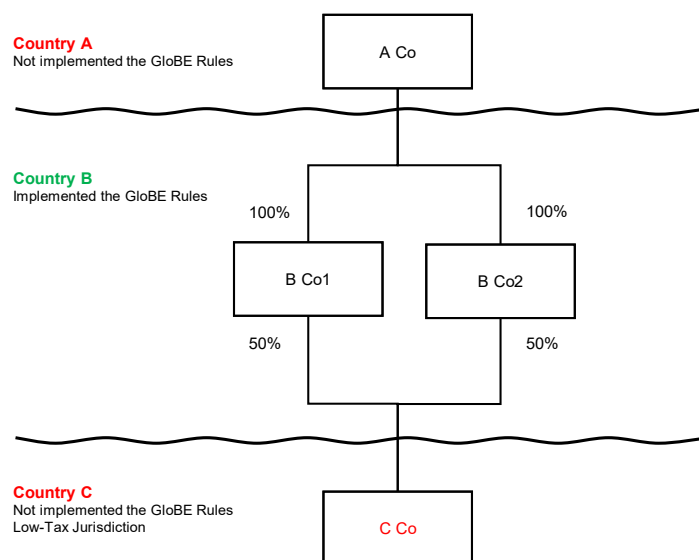 Country A
Not implemented the GloBE Rules
A Co
Country B
Implemented the GloBE Rules
100%
100%
B Co1
B Co2
50%
50%
Country C
Not implemented the GloBE Rules
Low-Tax Jurisdiction
C Co